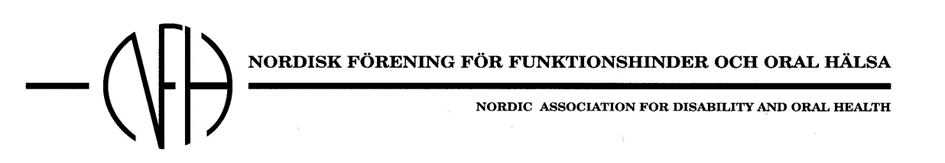 NFH
NORDISK FÖRENING FÖR FUNKTIONSHINDER OCH ORAL HÄLSA
NORDIC ASSOCIATION FOR DISABILITY AND ORAL HEALTH